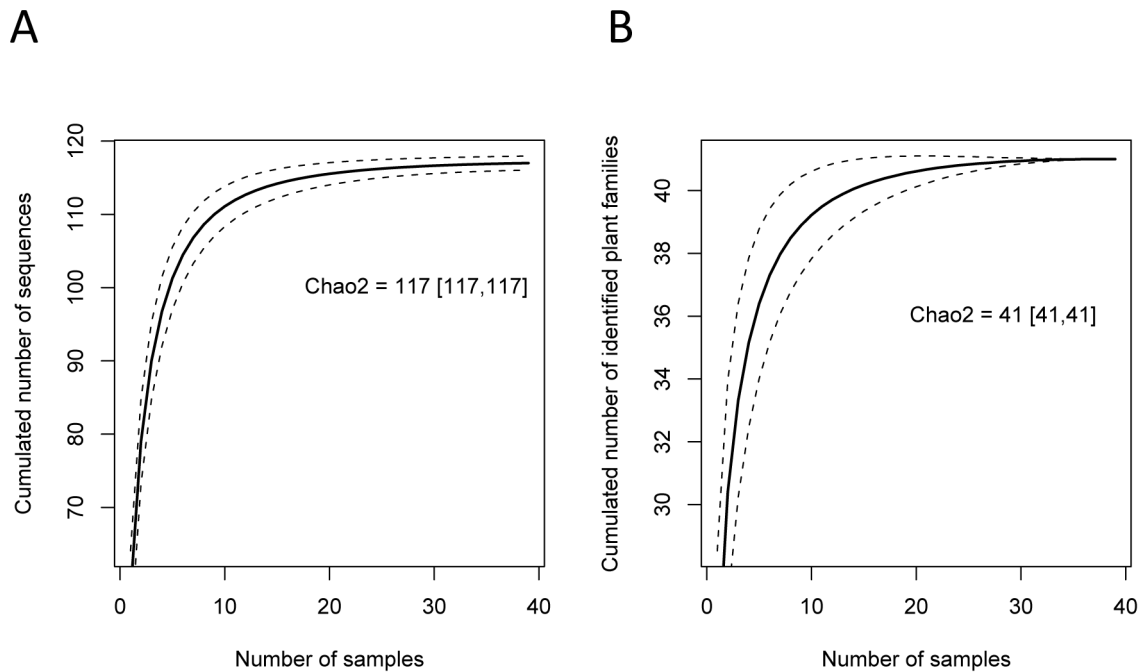 A
B
Cumulated number of sequences
120
110
100
90
80
70
Chao2 = 117 [117,117]
0 10 20 30 40
Number of samples
Cumulated number of identified plant families
40
38
36
34
32
30
Chao2 = 41 [41,41]
0 10 20 30 40
Number of samples